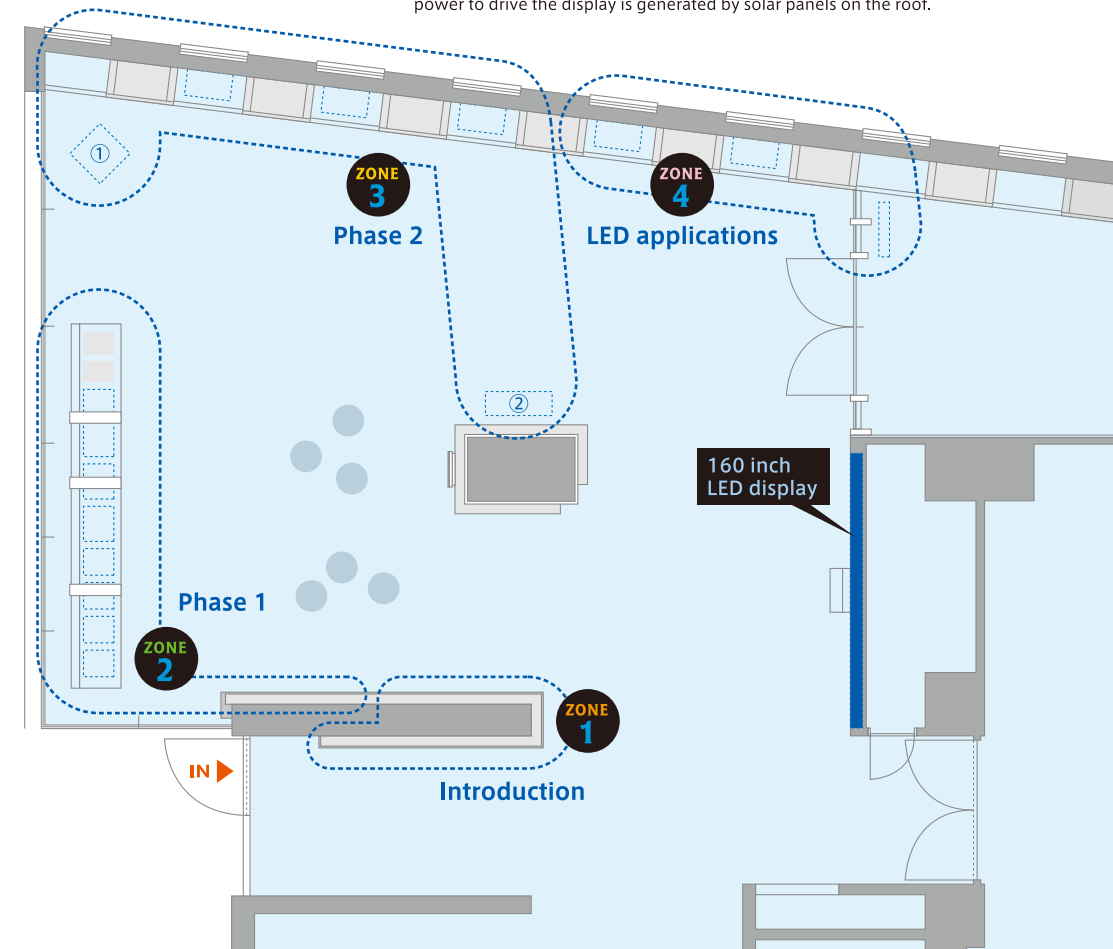 power to drive the display is generated by solar panels on the roof.
①
ZONE
3
Phase 2
ZONE
4
LED applications
②
160 inch
LED display
Phase 1
ZONE
2
ZONE
1
IN
Introduction